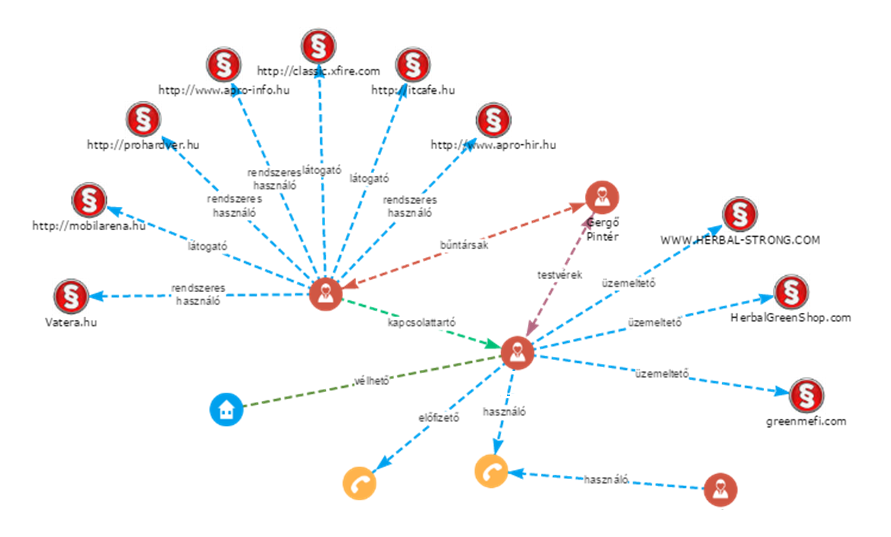 http://classic.xfire.com
http://www.apro-info.hu
http://itcafe.hu
http://prohardver.hu
http://www.apro-hir.hu
rendszeres
használó
látogató
látogató
rendszeres
használó
rendszeres
használó
http://mobilarena.hu
látogató
Gergő
Pintér
WWW.HERBAL-STRONG.COM
bűntársak
testvérek
üzemeltető
rendszeres
használó
Vatera.hu
kapcsolattartó
üzemeltető
HerbalGreenShop.com
vélhető
üzemeltető
előfizető
használó
greenmefi.com
használó